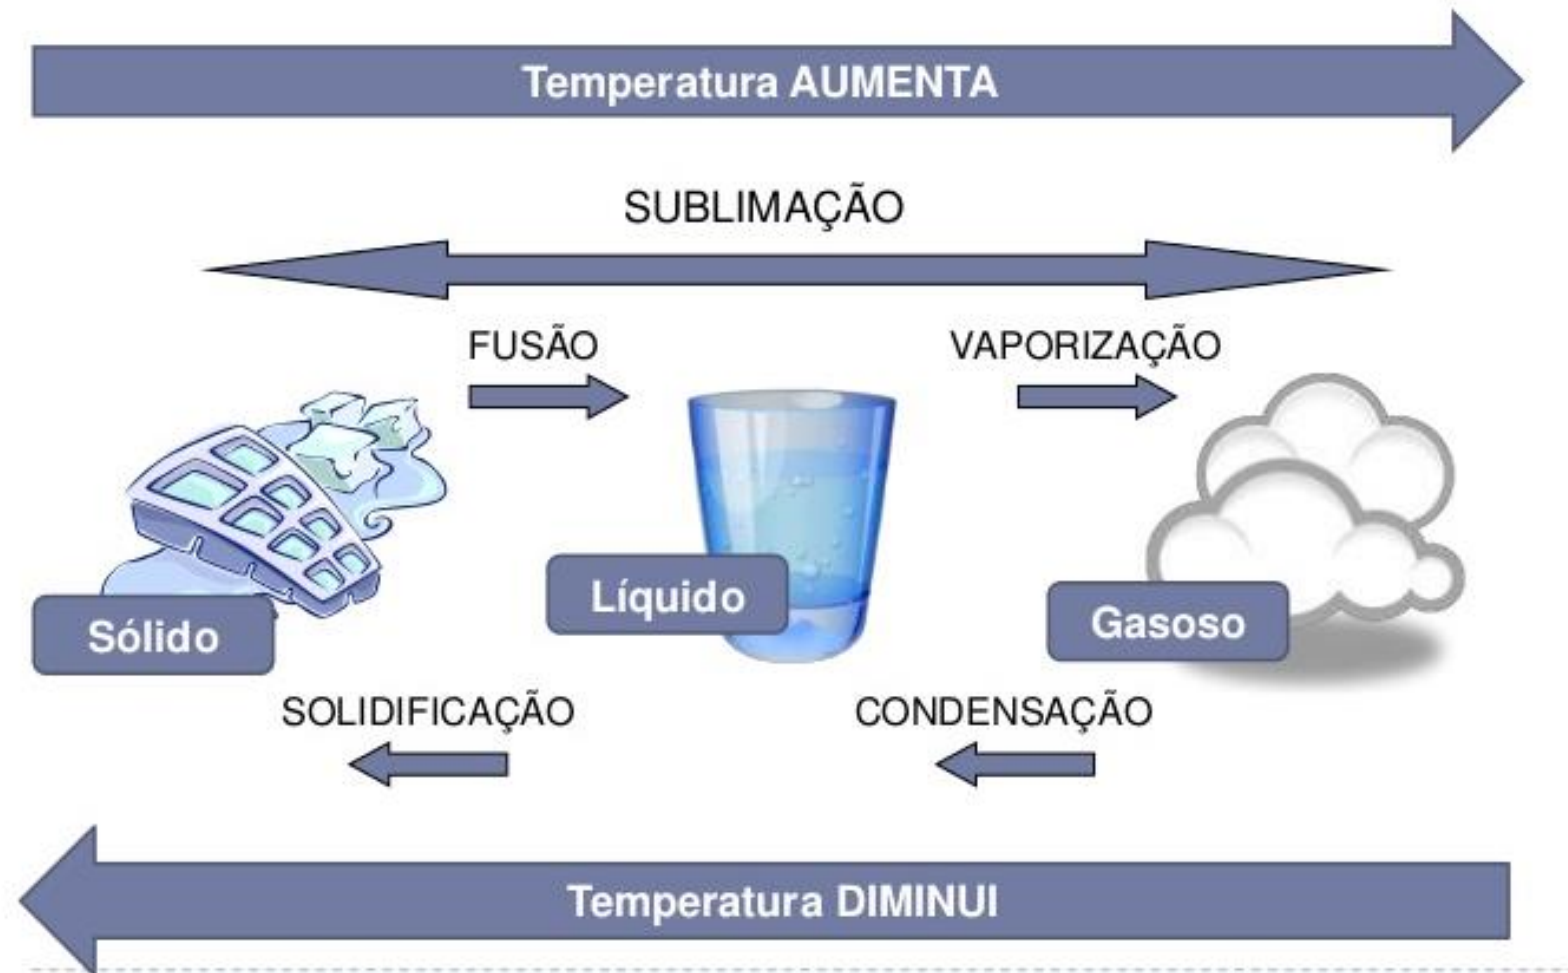 Temperatura AUMENTA
SUBLIMAÇÃO
FUSÃO
VAPORIZAÇÃO
Sólido
Líquido
Gasoso
SOLIDIFICAÇÃO
CONDENSAÇÃO
Temperatura DIMINUI